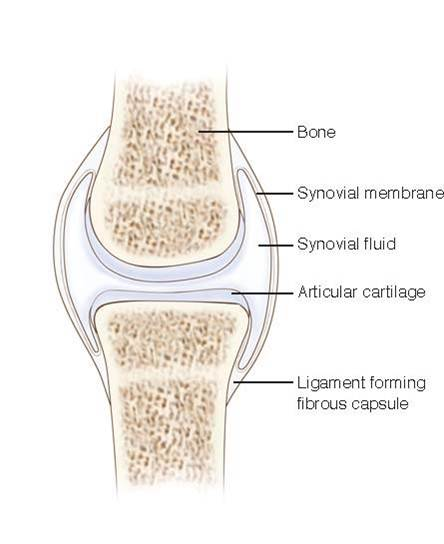 Bone
Synovial membrane
Synovial fluid
Articular cartilage
Ligament forming
fibrous capsule